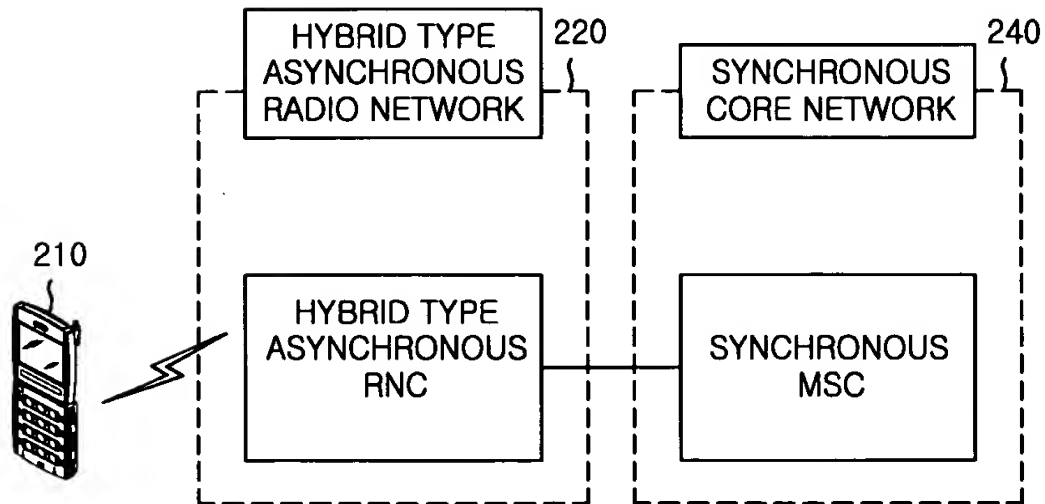 HYBRID TYPE
ASYNCHRONOUS
RADIO NETWORK
220
SYNCHRONOUS
CORE NETWORK
240
210
HYBRID TYPE
ASYNCHRONOUS
RNC
SYNCHRONOUS
MSC